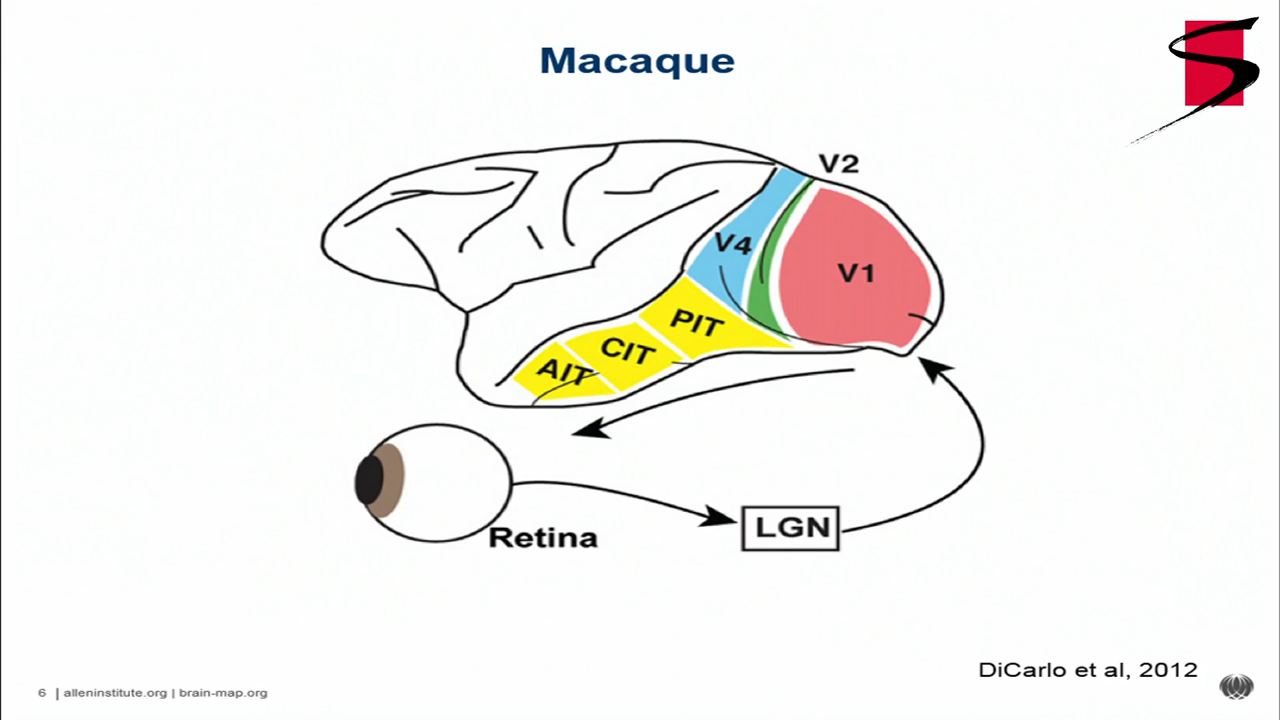 Macaque
V2
V4
V1
PIT
CIT
AIT
Retina
LGN
DiCarlo et al, 2012
6 | alleninstitute.org | brain-map.org